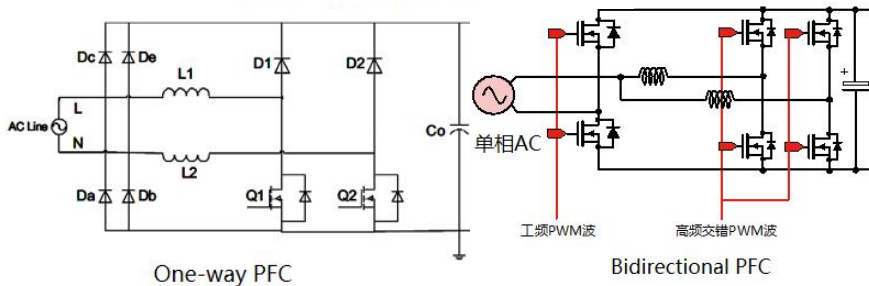 Dc
De
D1
D2
L1
L
AC Line
N
L2
Co
Da
Db
Q1
Q2
One-way PFC
+
单相AC
工频PWM波
高频交错PWM波
Bidirectional PFC